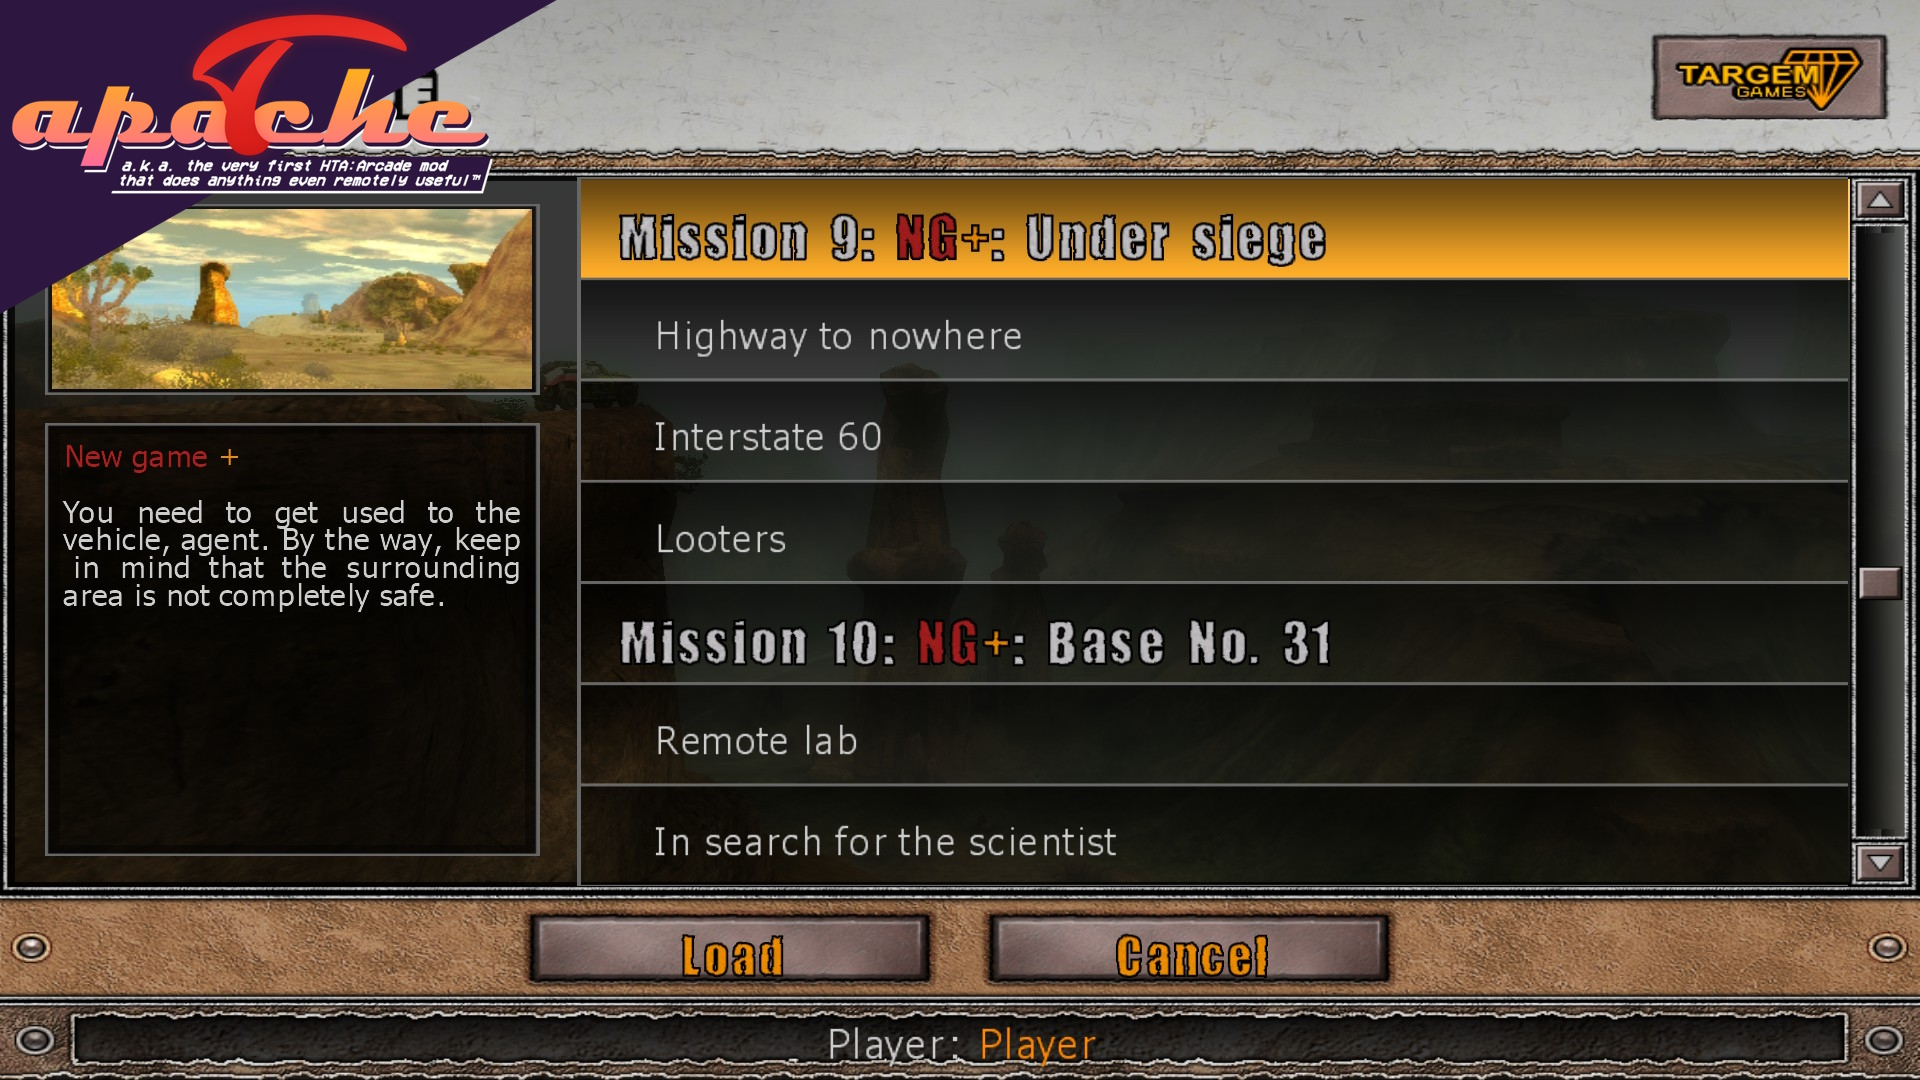 apache
a.k.a. the very first HTA:Arcade mod
that does anything even remotely useful™
TARGEM
GAMES
Mission 9: NG+: Under siege
Highway to nowhere
Interstate 60
Looters
Mission 10: NG+: Base No. 31
Remote lab
In search for the scientist
New game +
You need to get used to the
vehicle, agent. By the way, keep
in mind that the surrounding
area is not completely safe.
Load
Cancel
Player: Player